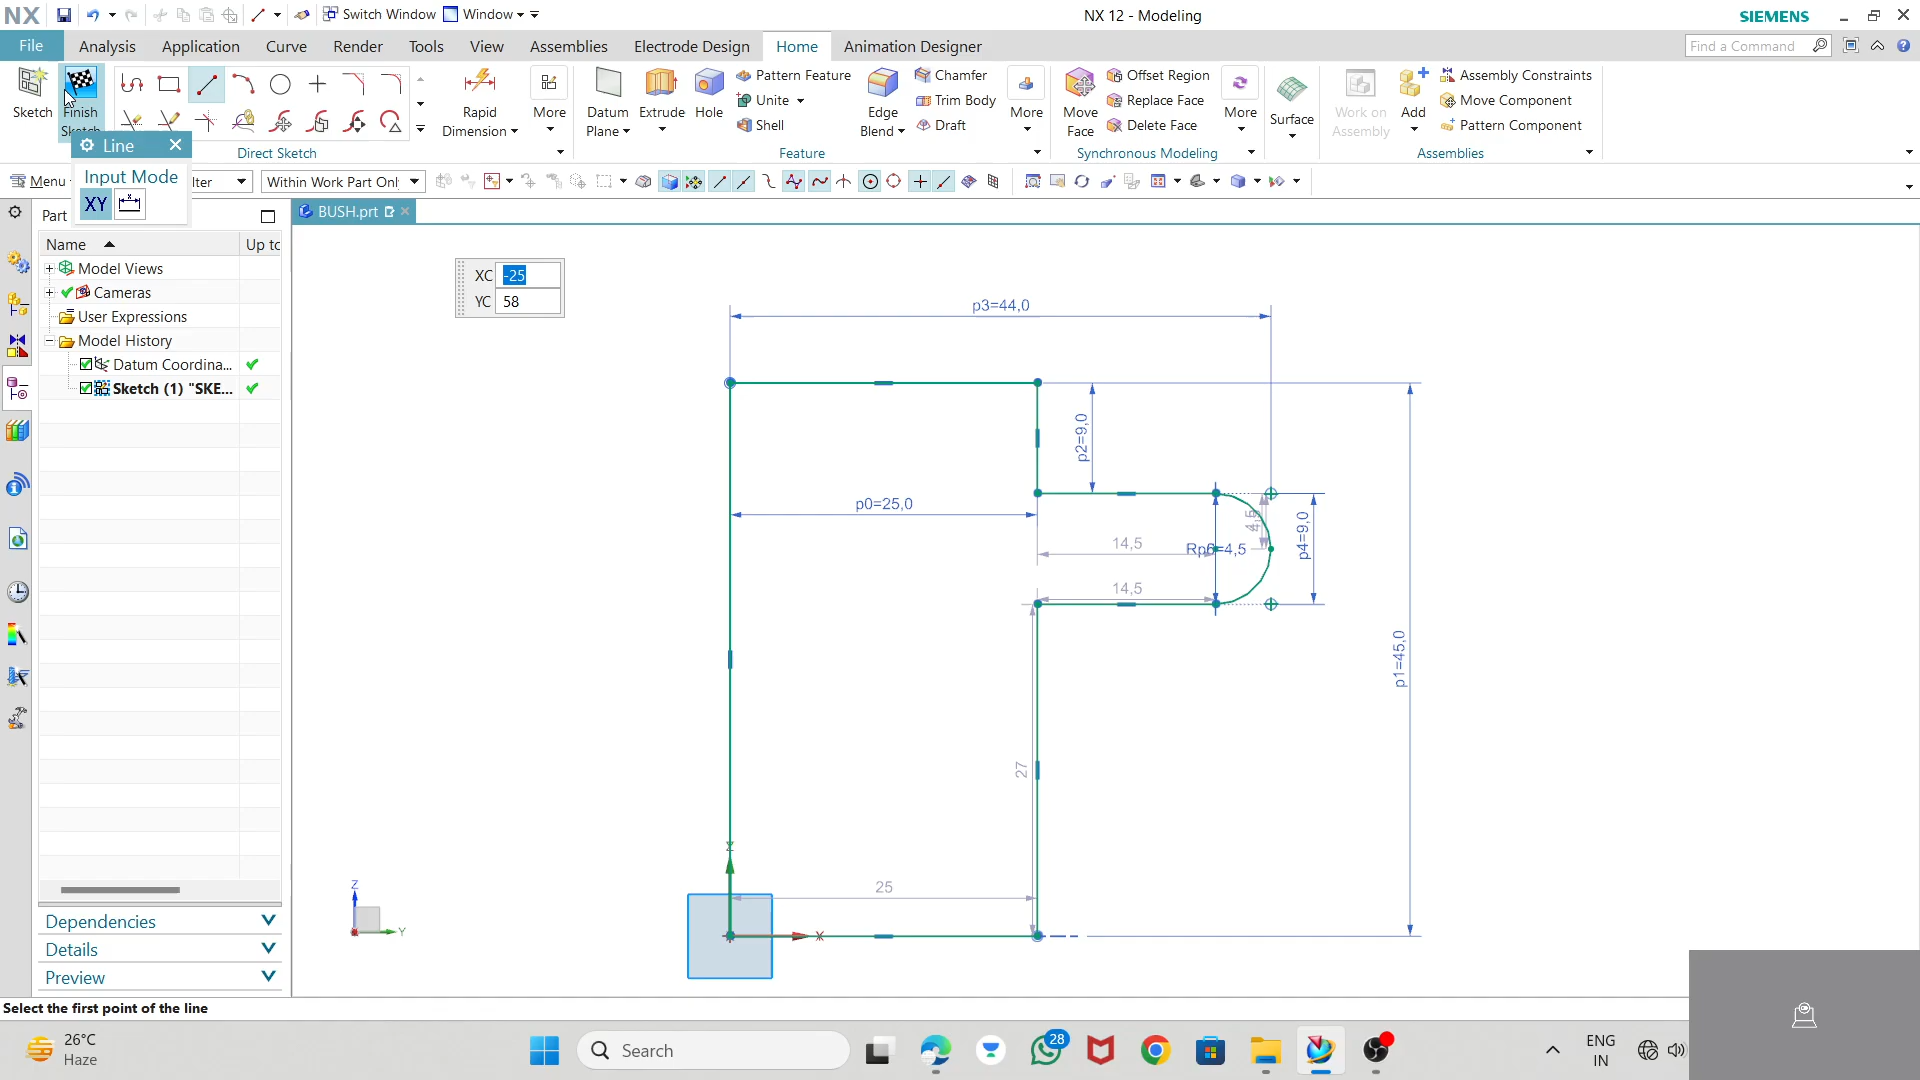 NX
Switch Window
Window
NX 12 - Modeling
SIEMENS
File
Analysis
Application
Curve
Render
Tools
View
Assemblies
Electrode Design
Home
Animation Designer
Find a Command
Sketch
Finish
Sketch
Direct Sketch
Rapid
Dimension
More
Datum
Plane
Extrude
Hole
Pattern Feature
Unite
Shell
Edge
Blend
Chamfer
Trim Body
Draft
More
Feature
Move
Face
Offset Region
Replace Face
Delete Face
More
Synchronous Modeling
Surface
Work on
Assembly
Add
Assembly Constraints
Move Component
Pattern Component
Assemblies
Line
Input Mode
XY
Menu
lter
Within Work Part Onl
Part
BUSH.prt
Name
Up to
Model Views
Cameras
User Expressions
Model History
Datum Coordina...
Sketch (1) "SKE...
Dependencies
Details
Preview
XC -25
YC 58
p3=44,0
p2=9,0
p0=25,0
4,5
14,5
Rp6=4,5
p4=9,0
14,5
p1=45,0
27
25
X
Z
Y
Select the first point of the line
26°C
Haze
Search
28
ENG
IN